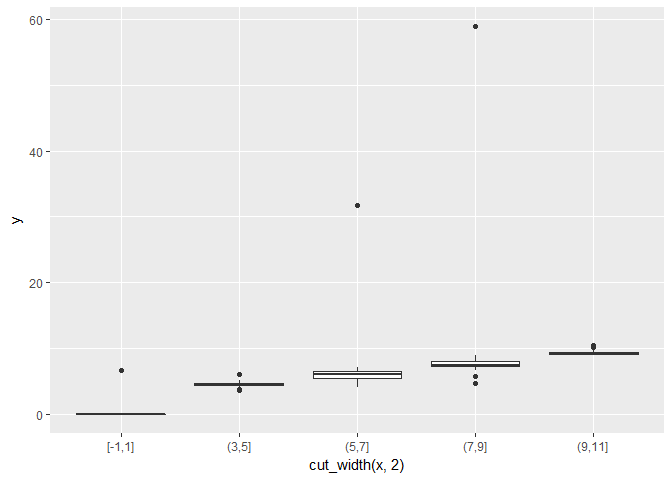 60
40
20
0
y
[-1,1] (3,5] (5,7] (7,9] (9,11]
cut_width(x, 2)